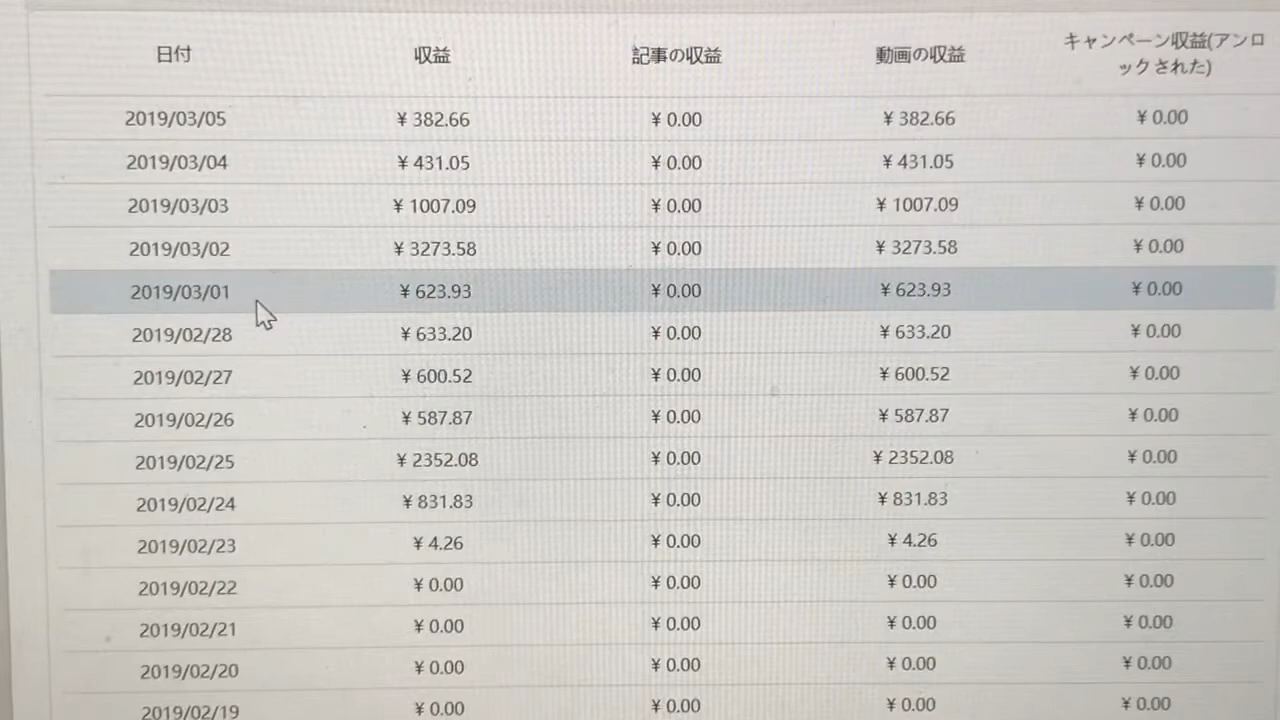 日付 収益 記事の収益 動画の収益 キャンペーン収益(アンロ
ックされた)
2019/03/05 ¥ 382.66 ¥ 0.00 ¥ 382.66 ¥ 0.00
2019/03/04 ¥ 431.05 ¥ 0.00 ¥ 431.05 ¥ 0.00
2019/03/03 ¥ 1007.09 ¥ 0.00 ¥ 1007.09 ¥ 0.00
2019/03/02 ¥ 3273.58 ¥ 0.00 ¥ 3273.58 ¥ 0.00
2019/03/01 ¥ 623.93 ¥ 0.00 ¥ 623.93 ¥ 0.00
2019/02/28 ¥ 633.20 ¥ 0.00 ¥ 633.20 ¥ 0.00
2019/02/27 ¥ 600.52 ¥ 0.00 ¥ 600.52 ¥ 0.00
2019/02/26 ¥ 587.87 ¥ 0.00 ¥ 587.87 ¥ 0.00
2019/02/25 ¥ 2352.08 ¥ 0.00 ¥ 2352.08 ¥ 0.00
2019/02/24 ¥ 831.83 ¥ 0.00 ¥ 831.83 ¥ 0.00
2019/02/23 ¥ 4.26 ¥ 0.00 ¥ 4.26 ¥ 0.00
2019/02/22 ¥ 0.00 ¥ 0.00 ¥ 0.00 ¥ 0.00
2019/02/21 ¥ 0.00 ¥ 0.00 ¥ 0.00 ¥ 0.00
2019/02/20 ¥ 0.00 ¥ 0.00 ¥ 0.00 ¥ 0.00
2019/02/19 ¥ 0.00 ¥ 0.00 ¥ 0.00 ¥ 0.00